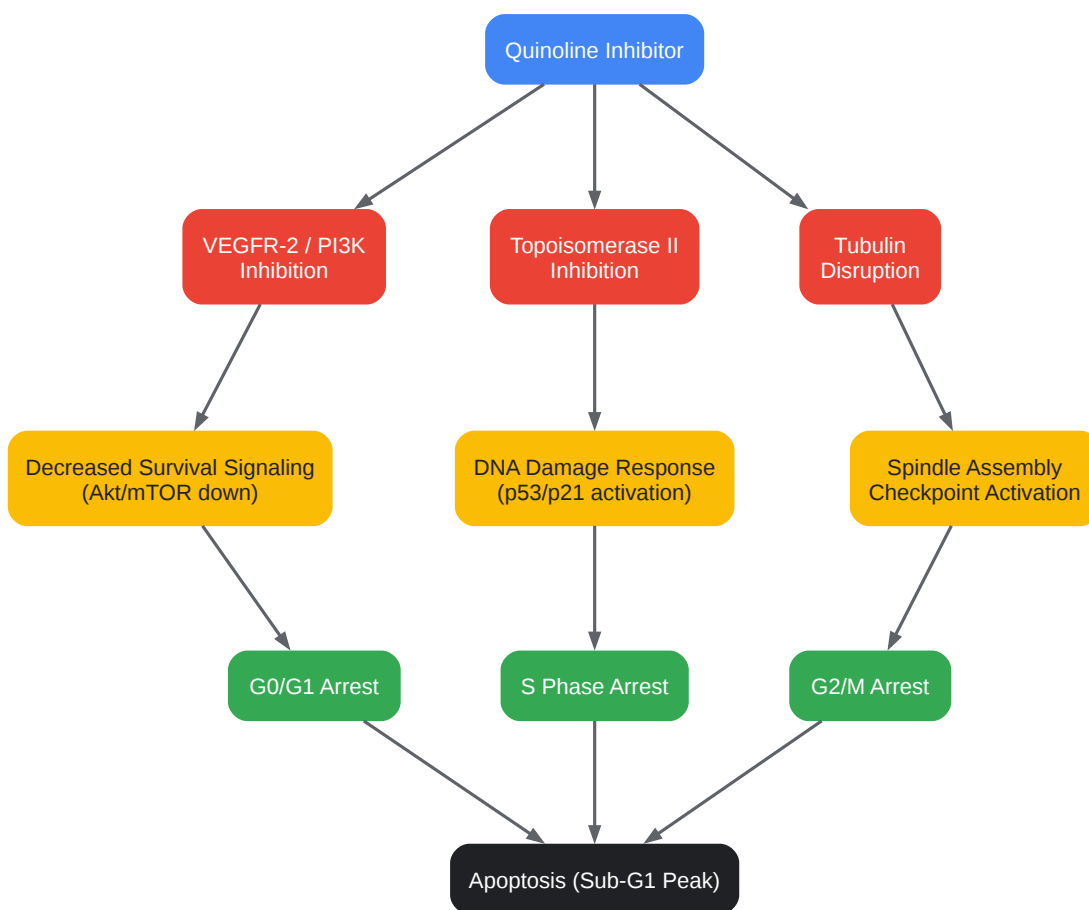 Quinoline Inhibitor
VEGFR-2 / PI3K
Inhibition
Topoisomerase II
Inhibition
Tubulin
Disruption
Decreased Survival Signaling
(Akt/mTOR down)
DNA Damage Response
(p53/p21 activation)
Spindle Assembly
Checkpoint Activation
G0/G1 Arrest
S Phase Arrest
G2/M Arrest
Apoptosis (Sub-G1 Peak)